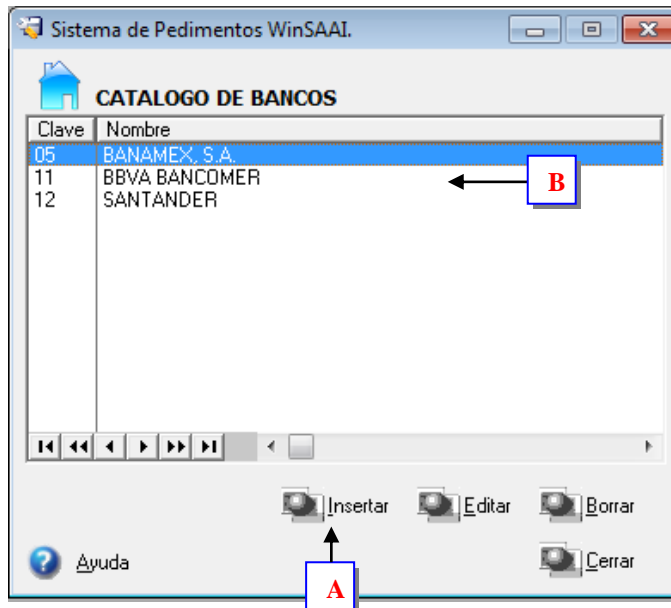 Sistema de Pedimentos WinSAAI.
CATALOGO DE BANCOS
Clave Nombre
05 BANAMEX, S.A.
11 BBVA BANCOMER
12 SANTANDER
B
Insertar Editar Borrar
Ayuda Cerrar
A